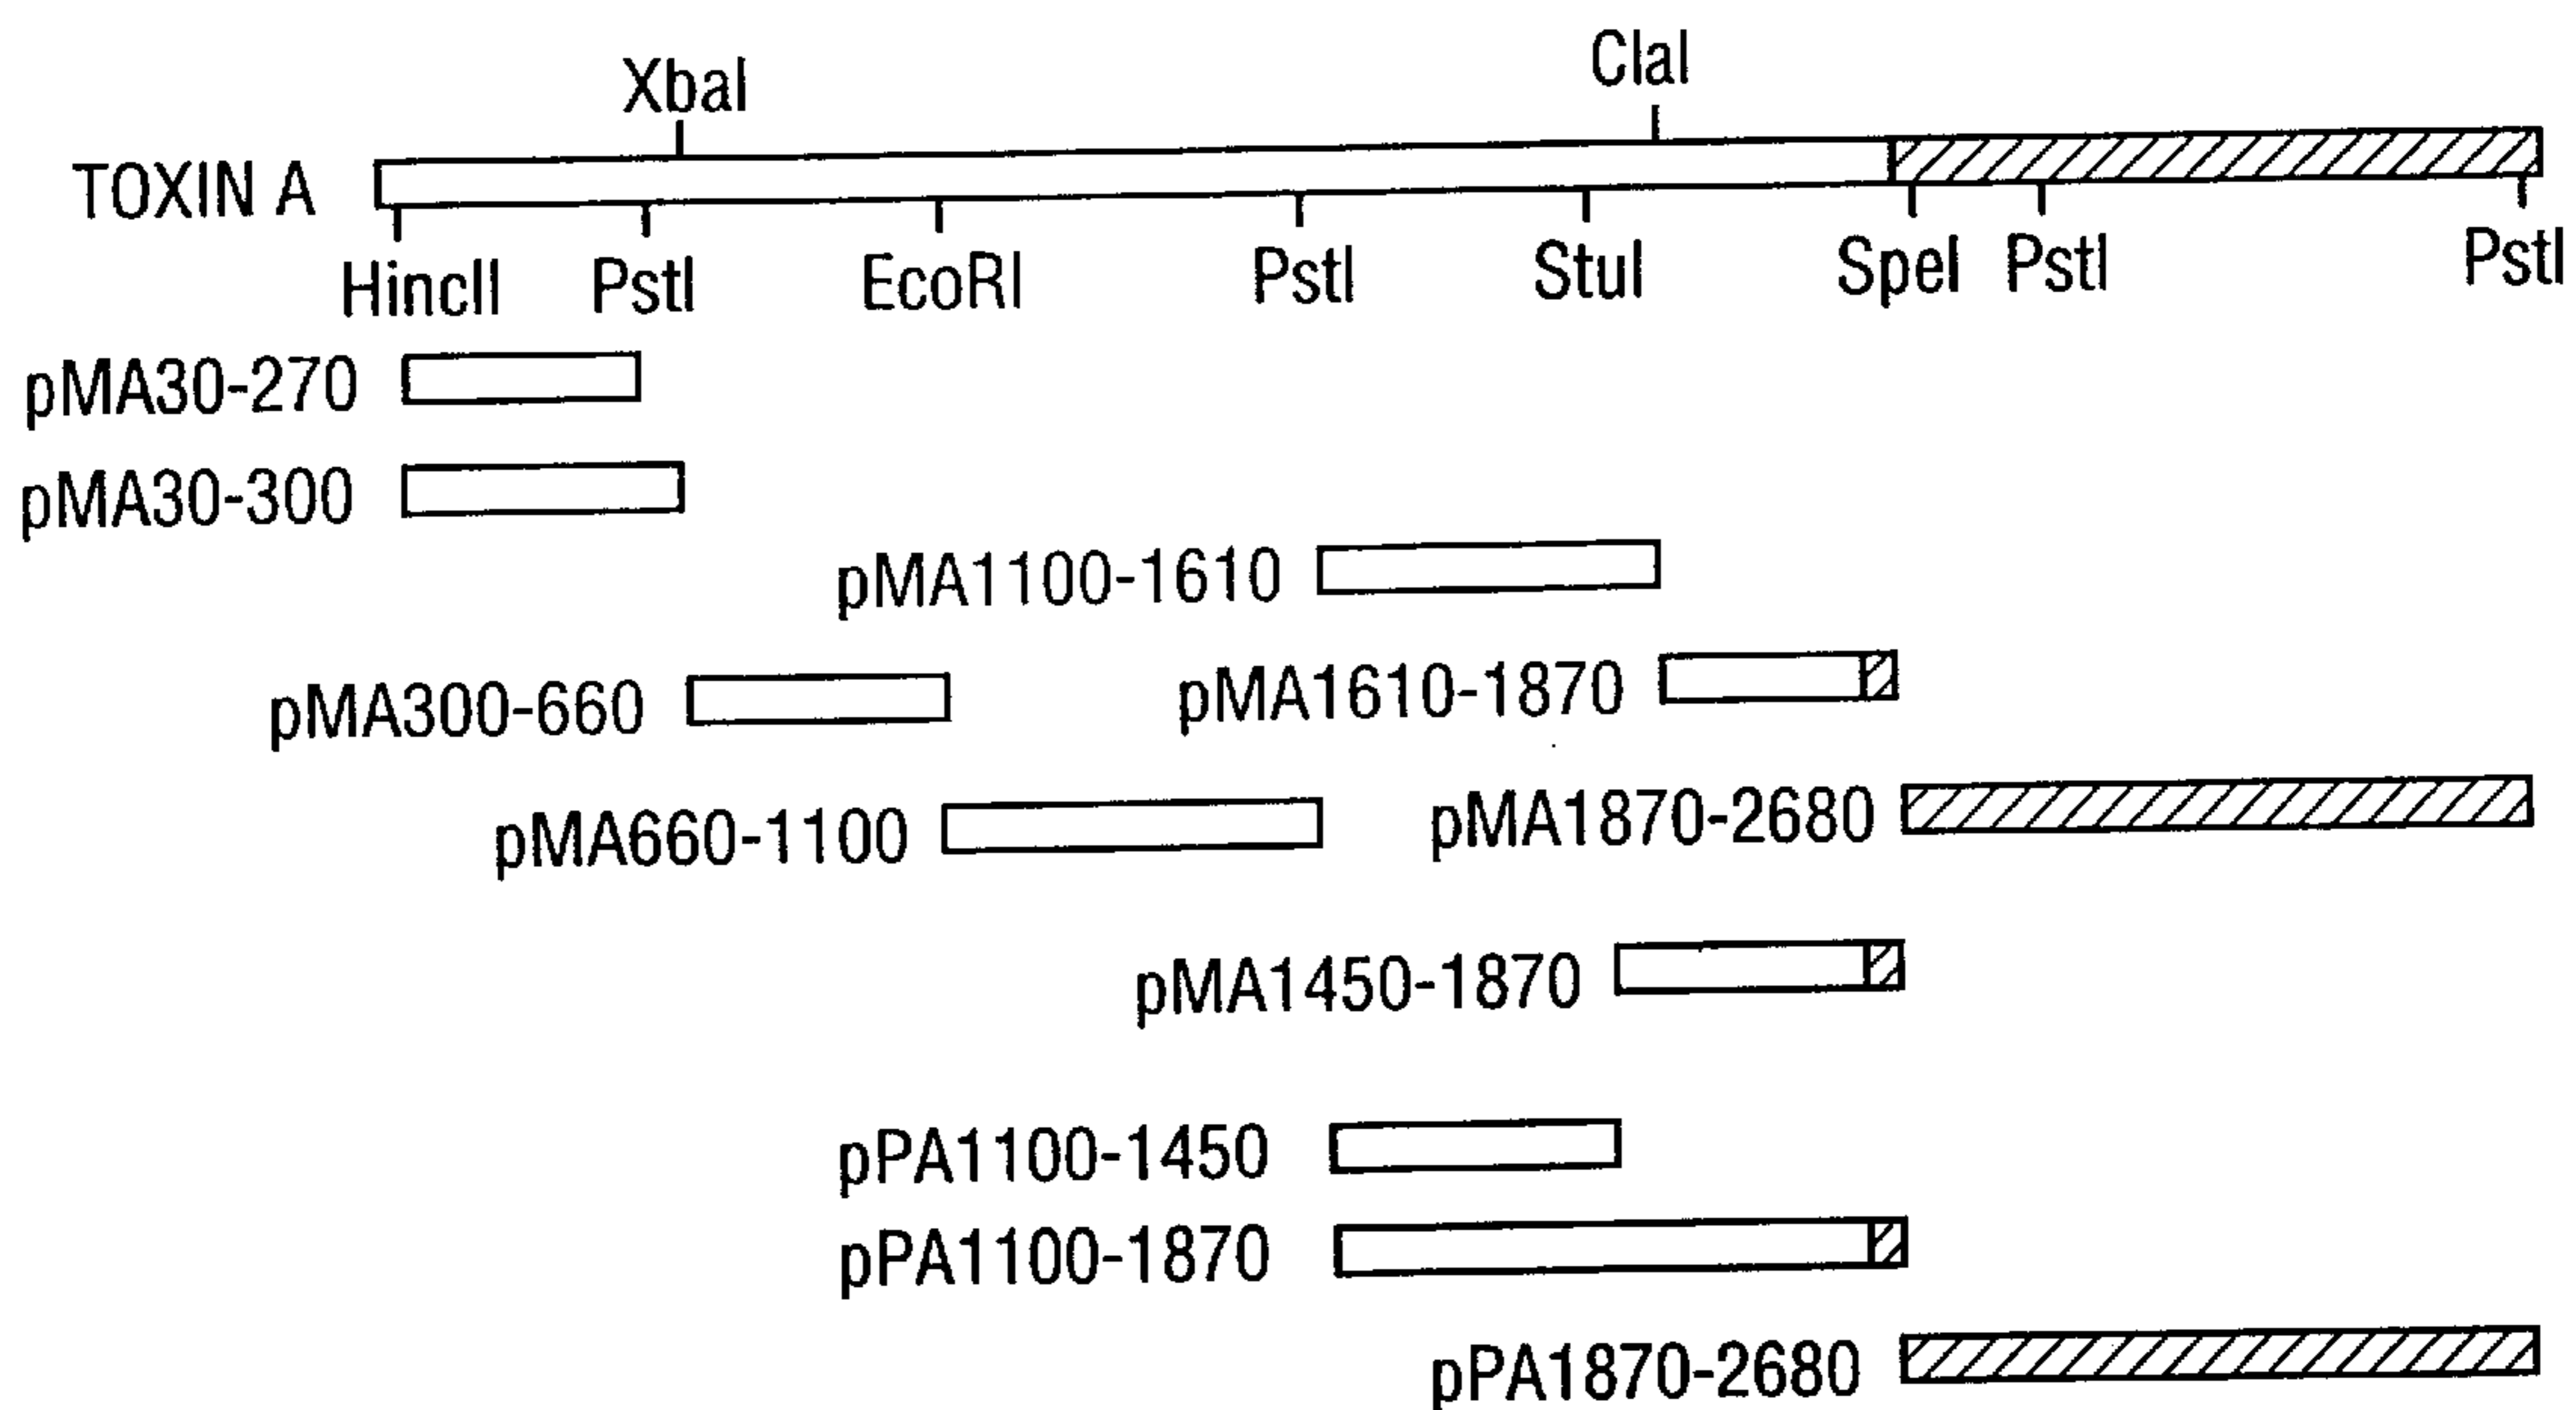 XbaI ClaI
TOXIN A
HincII PstI EcoRI PstI StuI SpeI PstI PstI
pMA30-270
pMA30-300
pMA1100-1610
pMA300-660 pMA1610-1870
pMA660-1100 pMA1870-2680
pMA1450-1870
pPA1100-1450
pPA1100-1870
pPA1870-2680